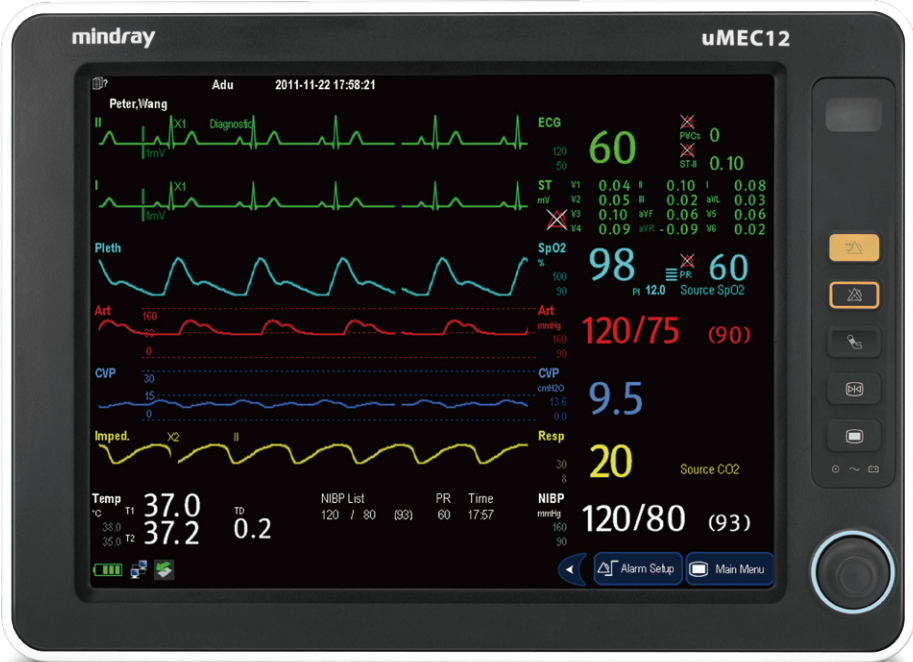 mindray
uMEC12
? Adu 2011-11-22 17:58:21
Peter,Wang
II X1 Diagnostic
1mV
ECG 60
120
50
PVCs 0
ST-II 0.10
I X1
1mV
ST V1 0.04 II 0.10 I 0.08
mV V2 0.05 III 0.02 aVL 0.03
V3 0.10 aVF 0.06 V5 0.06
V4 0.09 aVR -0.09 V6 0.02
Pleth
SpO2 98 PR 60
%
100
90
PI 12.0 Source SpO2
Art 160
80
0
Art 120/75 (90)
mmHg
160
90
CVP 30
15
0
CVP 9.5
cmH2O
13.6
0.0
Imped. X2 II
Resp 20 Source CO2
30
8
Temp T1 37.0
°C
38.0
35.0 T2 37.2
TD
0.2
NIBP List PR Time
120 / 80 (93) 60 17:57
NIBP 120/80 (93)
mmHg
160
90
Alarm Setup Main Menu